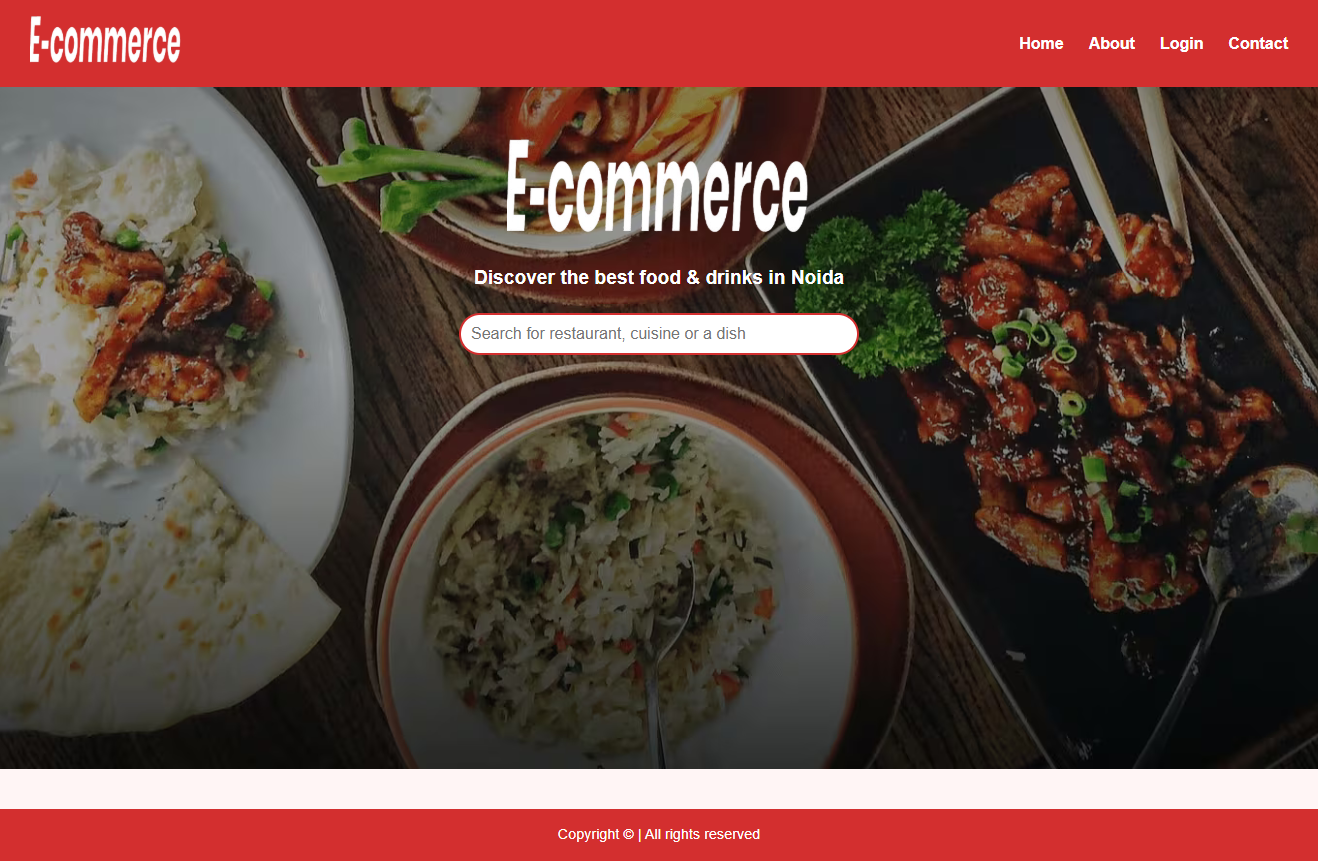 E-commerce
Home About Login Contact
E-commerce
Discover the best food & drinks in Noida
Search for restaurant, cuisine or a dish
Copyright © | All rights reserved